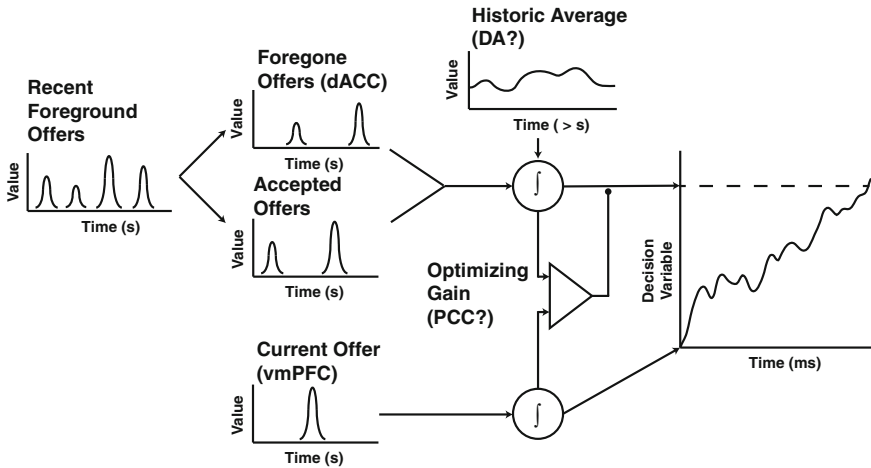 Historic Average
(DA?)
Value
Time ( > s)
Foregone
Offers (dACC)
Value
Time (s)
Recent
Foreground
Offers
Value
Time (s)
Accepted
Offers
Value
Time (s)
∫
Optimizing
Gain
(PCC?)
Decision
Variable
Time (ms)
Current Offer
(vmPFC)
Value
Time (s)
∫